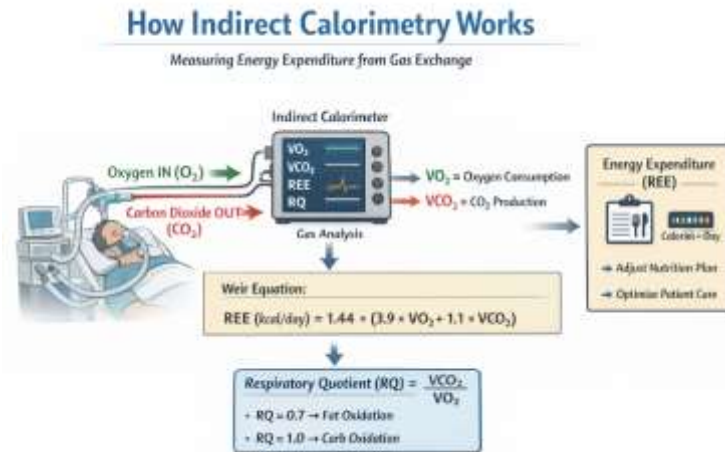 How Indirect Calorimetry Works
Measuring Energy Expenditure from Gas Exchange
Indirect Calorimeter
VO₂
VCO₂
REE
RQ
Oxygen IN (O₂)
Carbon Dioxide OUT
(CO₂)
Gas Analysis
VO₂ = Oxygen Consumption
VCO₂ = CO₂ Production
Energy Expenditure
(REE)
Calories - Day
→ Adjust Nutrition Plan
→ Optimise Patient Care
Weir Equation:
REE (kcal/day) = 1.44 × (3.9 × VO₂ + 1.1 × VCO₂)
Respiratory Quotient (RQ) = VCO₂
VO₂
• RQ = 0.7 → Fat Oxidation
• RQ = 1.0 → Carb Oxidation